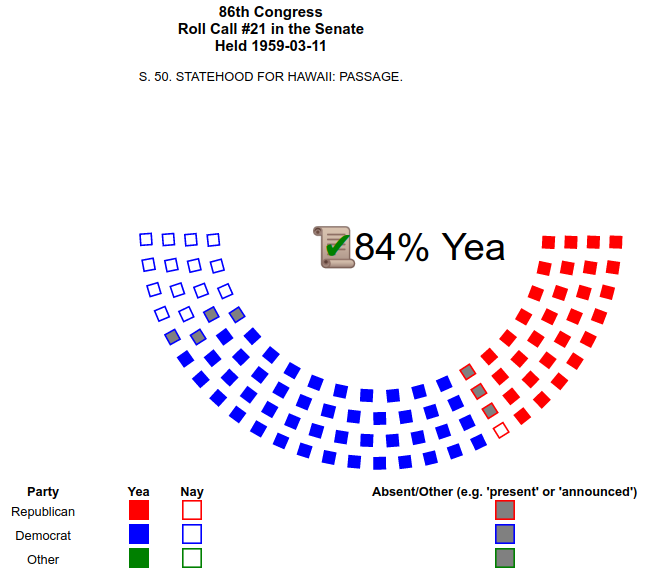 86th Congress
Roll Call #21 in the Senate
Held 1959-03-11
S. 50. STATEHOOD FOR HAWAII: PASSAGE.
84% Yea
Party Yea Nay Absent/Other (e.g. 'present' or 'announced')
Republican
Democrat
Other